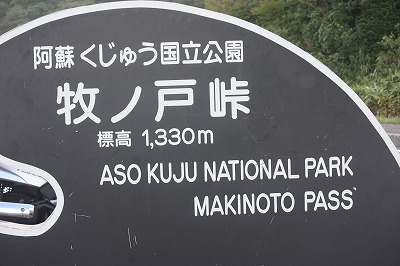 阿蘇くじゅう国立公園
牧ノ戸峠
標高 1,330m
ASO KUJU NATIONAL PARK
MAKINOTO PASS